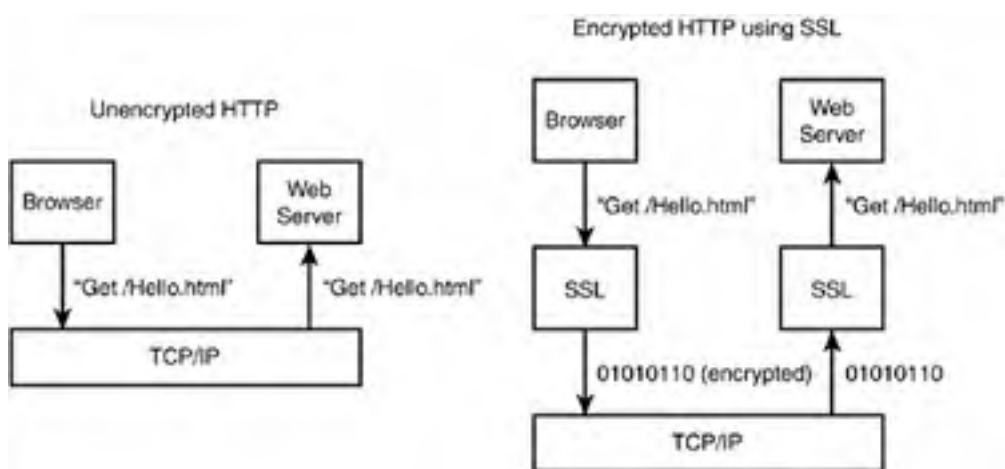 Unencrypted HTTP
Browser
Web
Server
"Get /Hello.html"
"Get /Hello.html"
TCP/IP
Encrypted HTTP using SSL
Browser
Web
Server
"Get /Hello.html"
"Get /Hello.html"
SSL
SSL
01010110 (encrypted)
01010110
TCP/IP